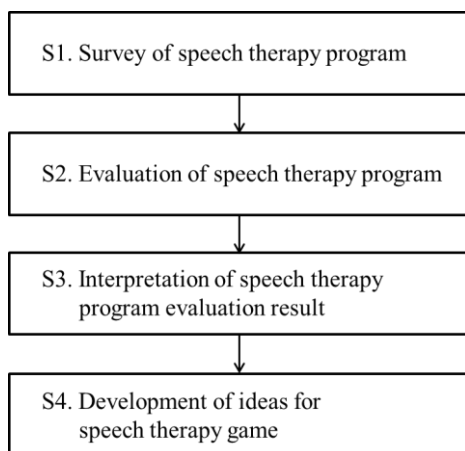 S1. Survey of speech therapy program
S2. Evaluation of speech therapy program
S3. Interpretation of speech therapy
program evaluation result
S4. Development of ideas for
speech therapy game